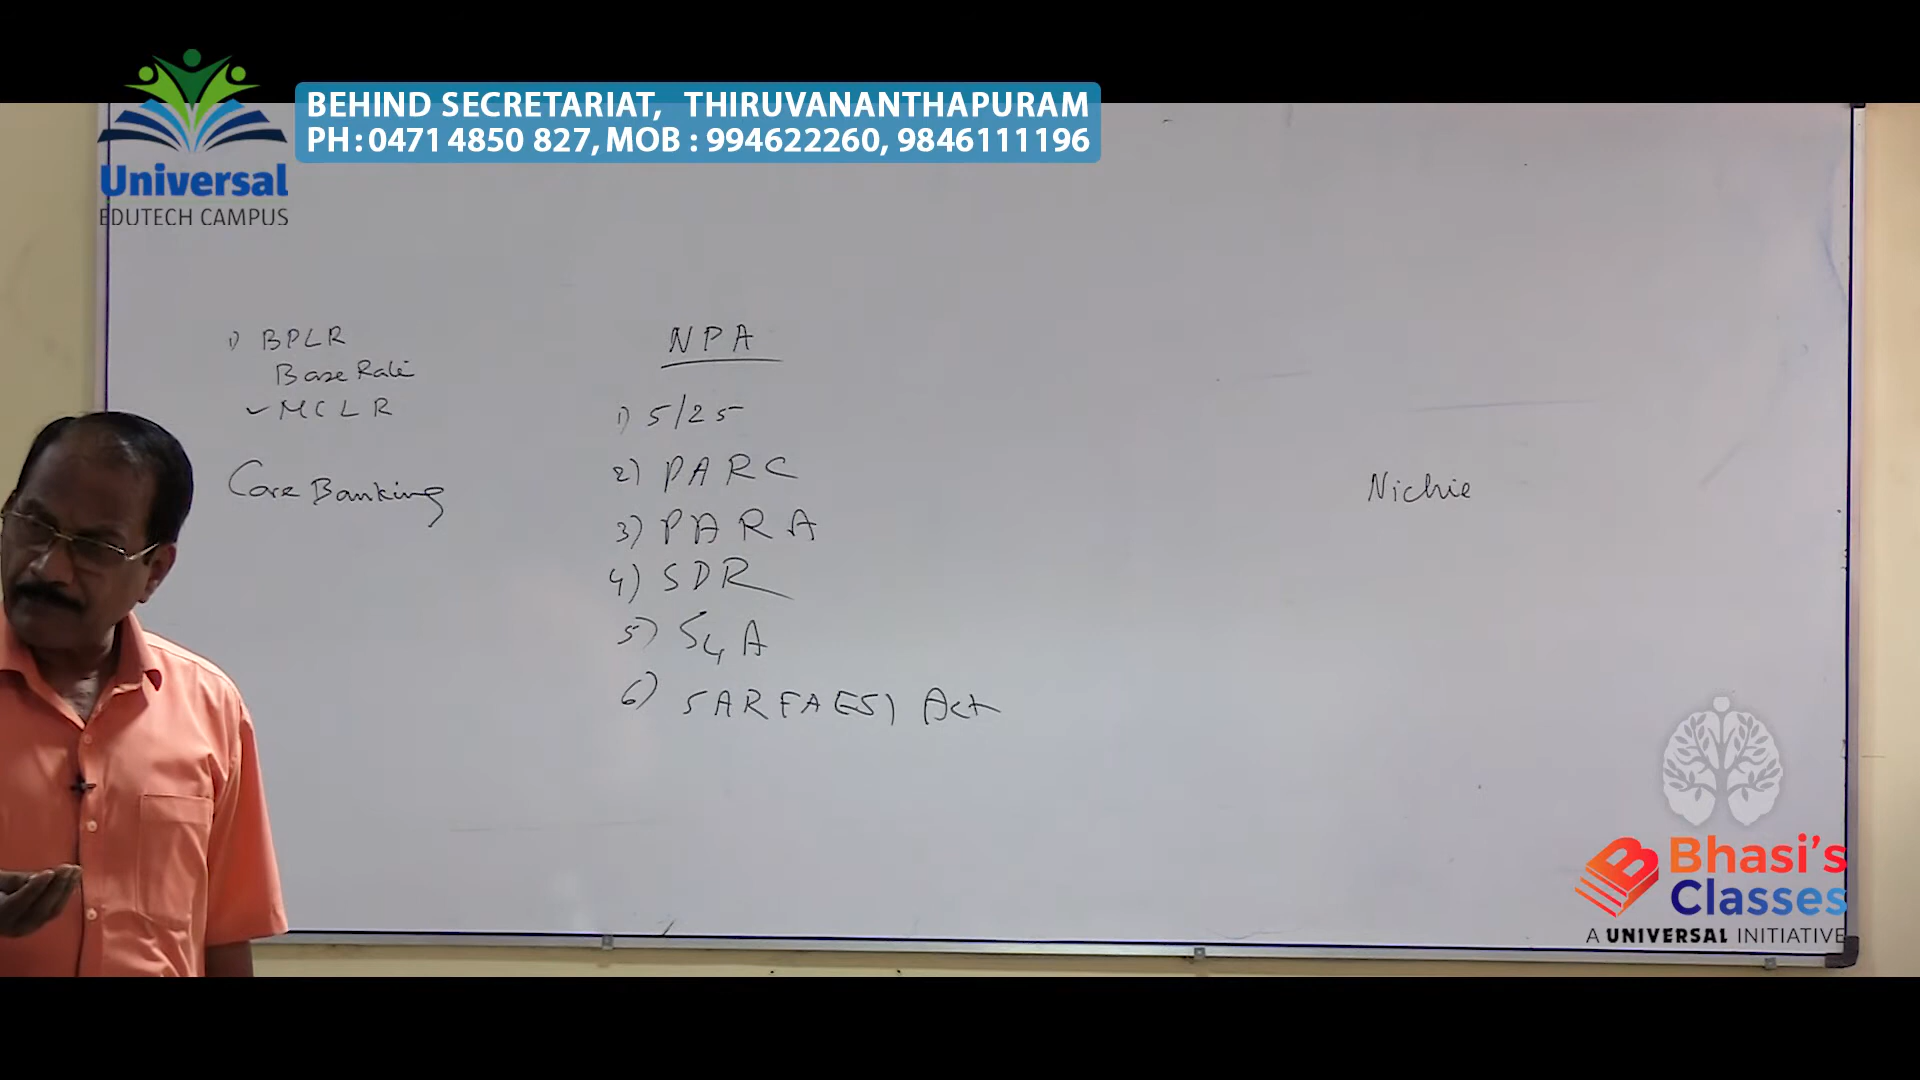 BEHIND SECRETARIAT, THIRUVANANTHAPURAM
PH : 0471 4850 827, MOB : 994622260, 9846111196
Universal
EDUTECH CAMPUS
1) BPLR
Base Rate
✓ MCLR
Core Banking
NPA
1) 5/25
2) PARC
3) PARA
4) SDR
5) S4A
6) SARFAESI Act
Nichie
Bhasi's
Classes
A UNIVERSAL INITIATIVE